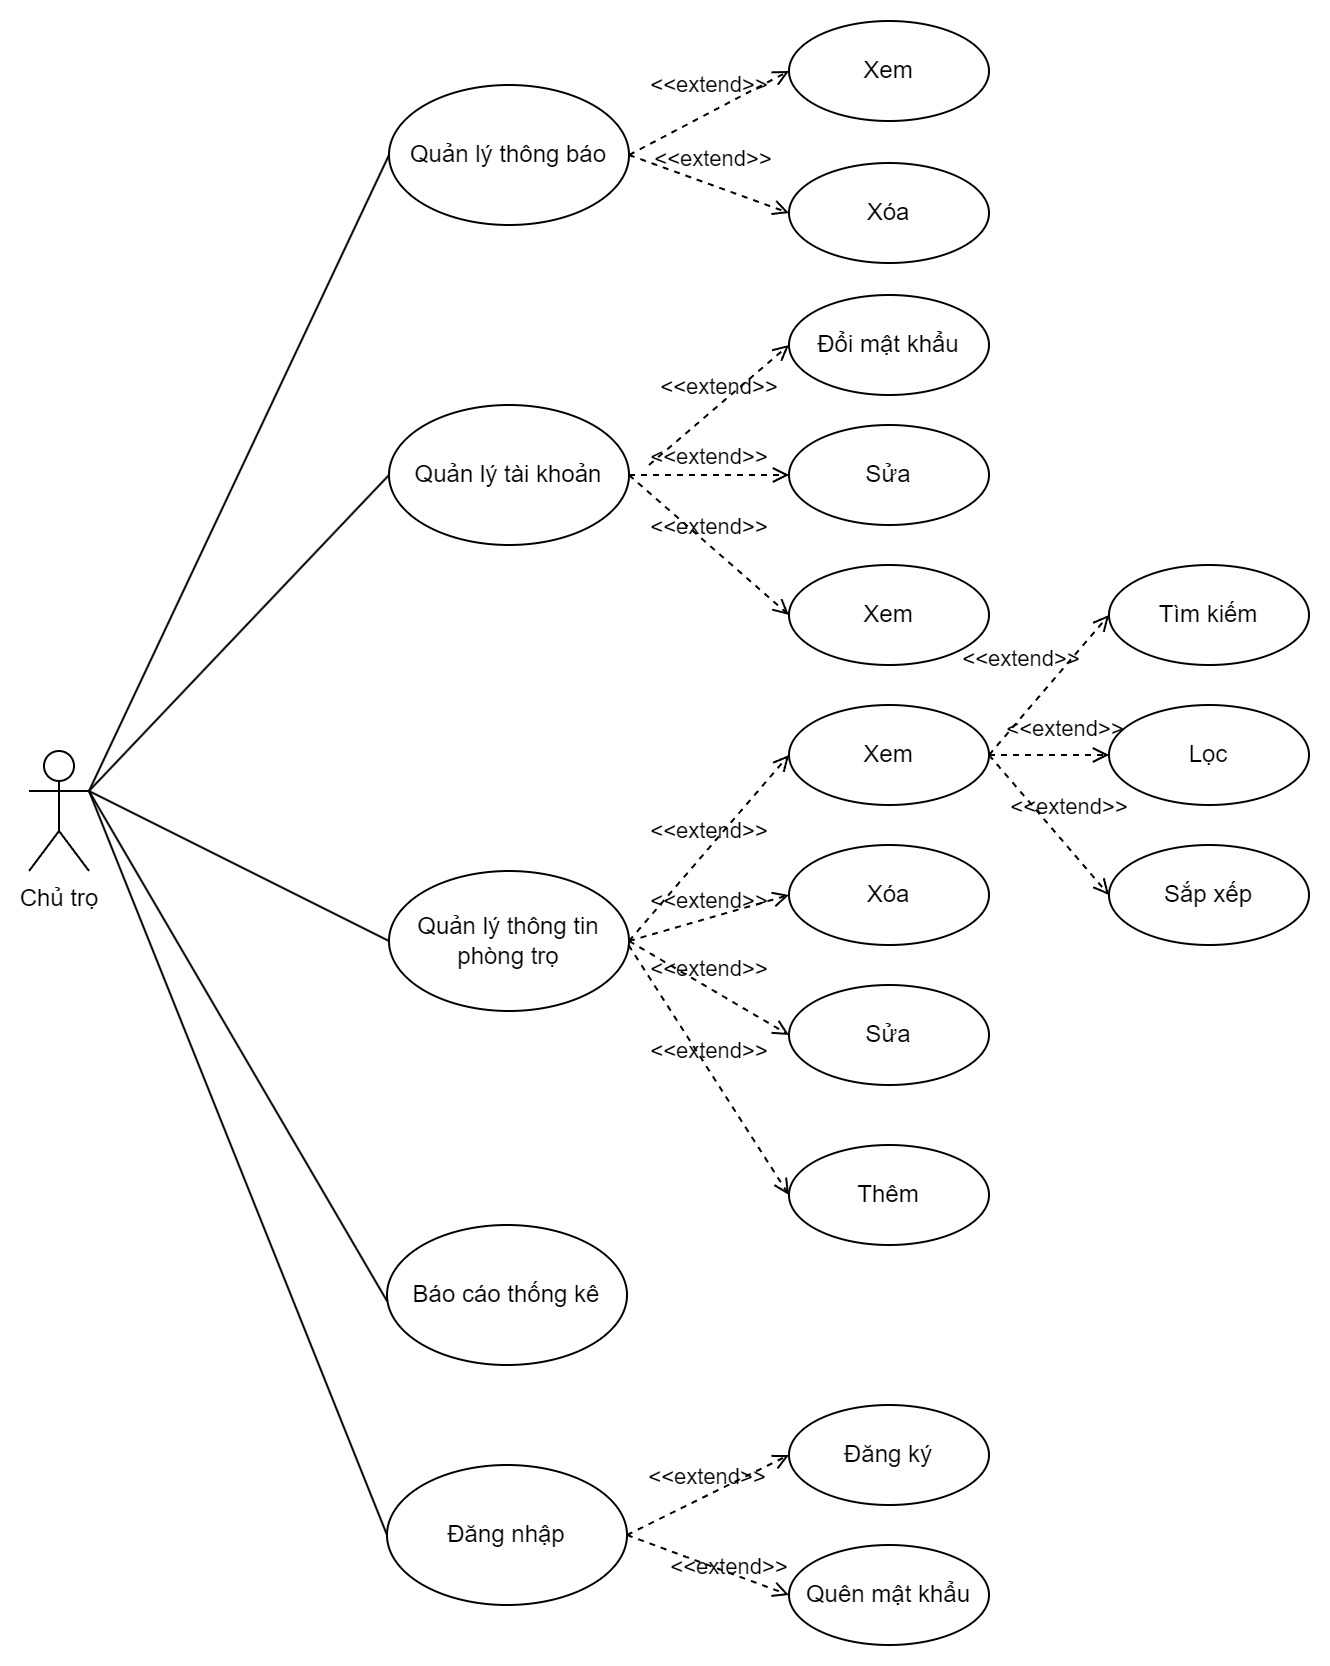 Xem
<<extend>>
Quản lý thông báo
<<extend>>
Xóa
Đổi mật khẩu
<<extend>>
<<extend>>
Quản lý tài khoản
Sửa
<<extend>>
Xem
Tìm kiếm
<<extend>>
<<extend>>
Xem
Lọc
<<extend>>
<<extend>>
Xóa
Sắp xếp
<<extend>>
Chủ trọ
Quản lý thông tin
phòng trọ
<<extend>>
Sửa
<<extend>>
Thêm
Báo cáo thống kê
Đăng ký
<<extend>>
Đăng nhập
<<extend>>
Quên mật khẩu